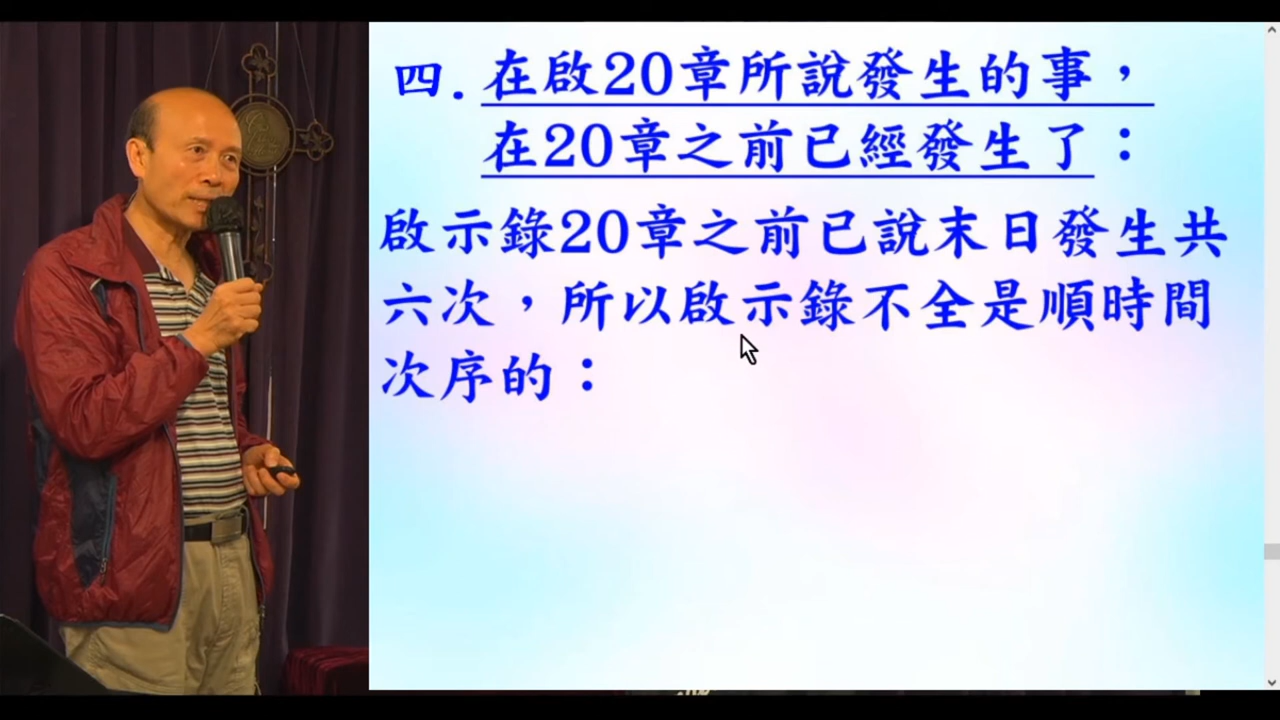 四.在啟20章所說發生的事，
在20章之前已經發生了：
啟示錄20章之前已說末日發生共
六次，所以啟示錄不全是順時間
次序的：